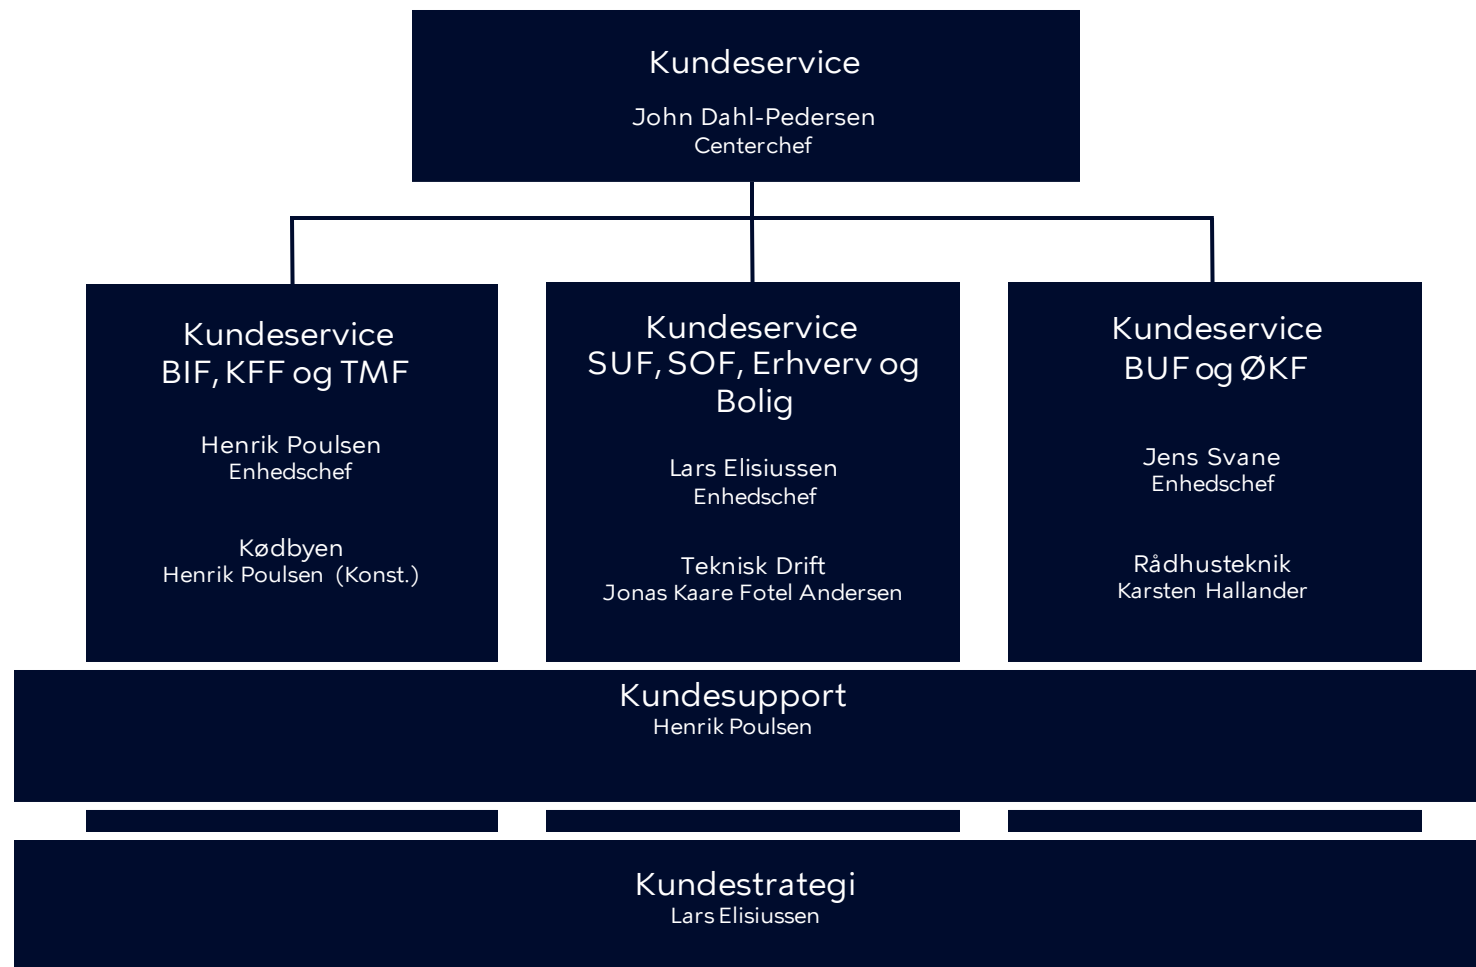 Kundeservice
John Dahl-Pedersen
Centerchef
Kundeservice
BIF, KFF og TMF
Henrik Poulsen
Enhedschef
Kødbyen
Henrik Poulsen (Konst.)
Kundeservice
SUF, SOF, Erhverv og
Bolig
Lars Elisiussen
Enhedschef
Teknisk Drift
Jonas Kaare Fotel Andersen
Kundeservice
BUF og ØKF
Jens Svane
Enhedschef
Rådhusteknik
Karsten Hallander
Kundesupport
Henrik Poulsen
Kundestrategi
Lars Elisiussen